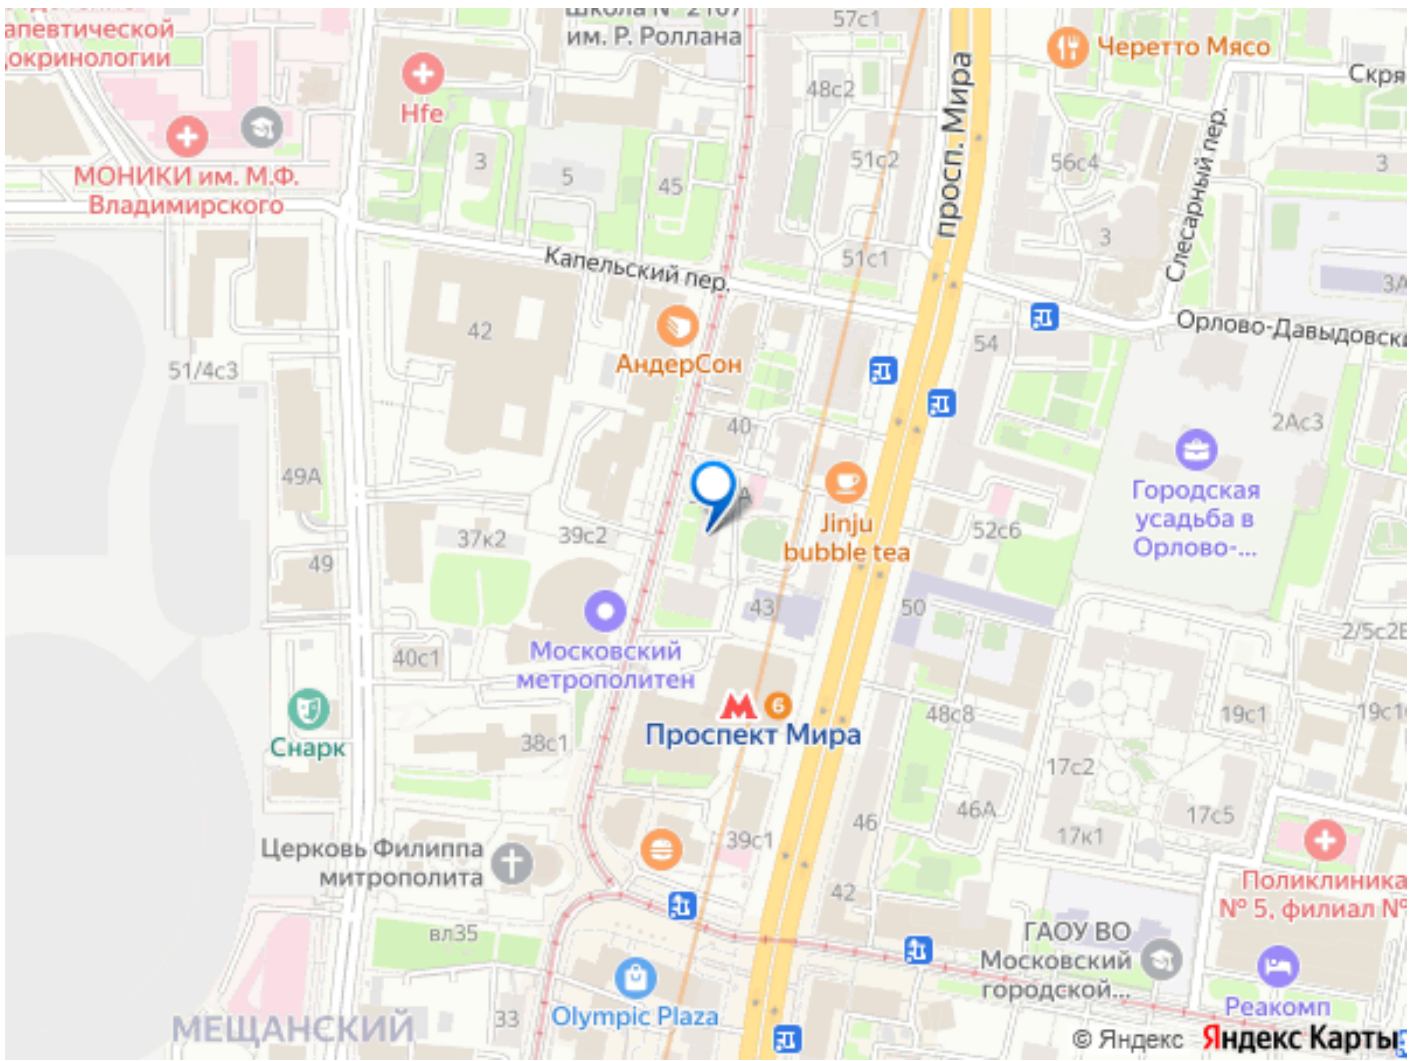 апевтической
окринологии
МОНИКИ им. М.Ф.
Владимирского
Hfe
им. Р. Роллана
57с1
48с2
51с2
просп. Мира
Черетто Мясо
56с4
3
Слесарный пер.
Скря
3
3А
3
5
45
51с1
Капельский пер.
42
АндерСон
51/4с3
54
Орлово-Давыдовски
2Ас3
40
49А
А
Jinju
bubble tea
Городская
усадьба в
Орлово-...
52с6
37к2
39с2
49
43
50
2/5с2Б
40с1
Московский
метрополитен
6
Проспект Мира
48с8
19с1
19с1
Снарк
38с1
17с2
46А
17с5
17к1
46
39с1
Церковь Филиппа
митрополита
42
Поликлиника
№ 5, филиал №
вл35
ГАОУ ВО
Московский
городской...
Реакомп
МЕЩАНСКИЙ
33
Olympic Plaza
© Яндекс Яндекс Карты